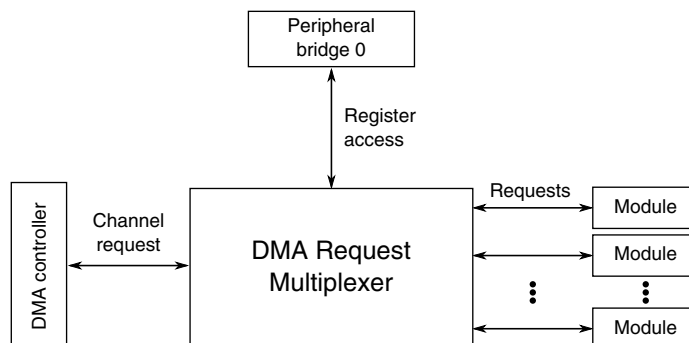 Peripheral
bridge 0
Register
access
DMA controller
Channel
request
DMA Request
Multiplexer
Requests
Module
Module
Module